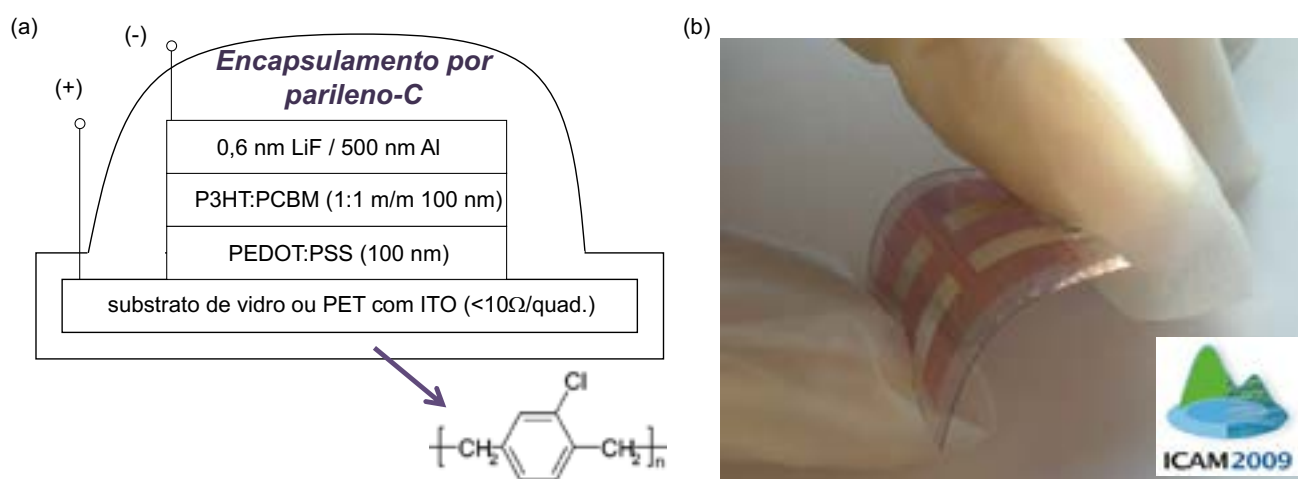 (a)
(b)
(-)
(+)
Encapsulamento por
parileno-C
0,6 nm LiF / 500 nm Al
P3HT:PCBM (1:1 m/m 100 nm)
PEDOT:PSS (100 nm)
substrato de vidro ou PET com ITO (<10Ω/quad.)
Cl
[CH2 CH2]n
ICAM2009